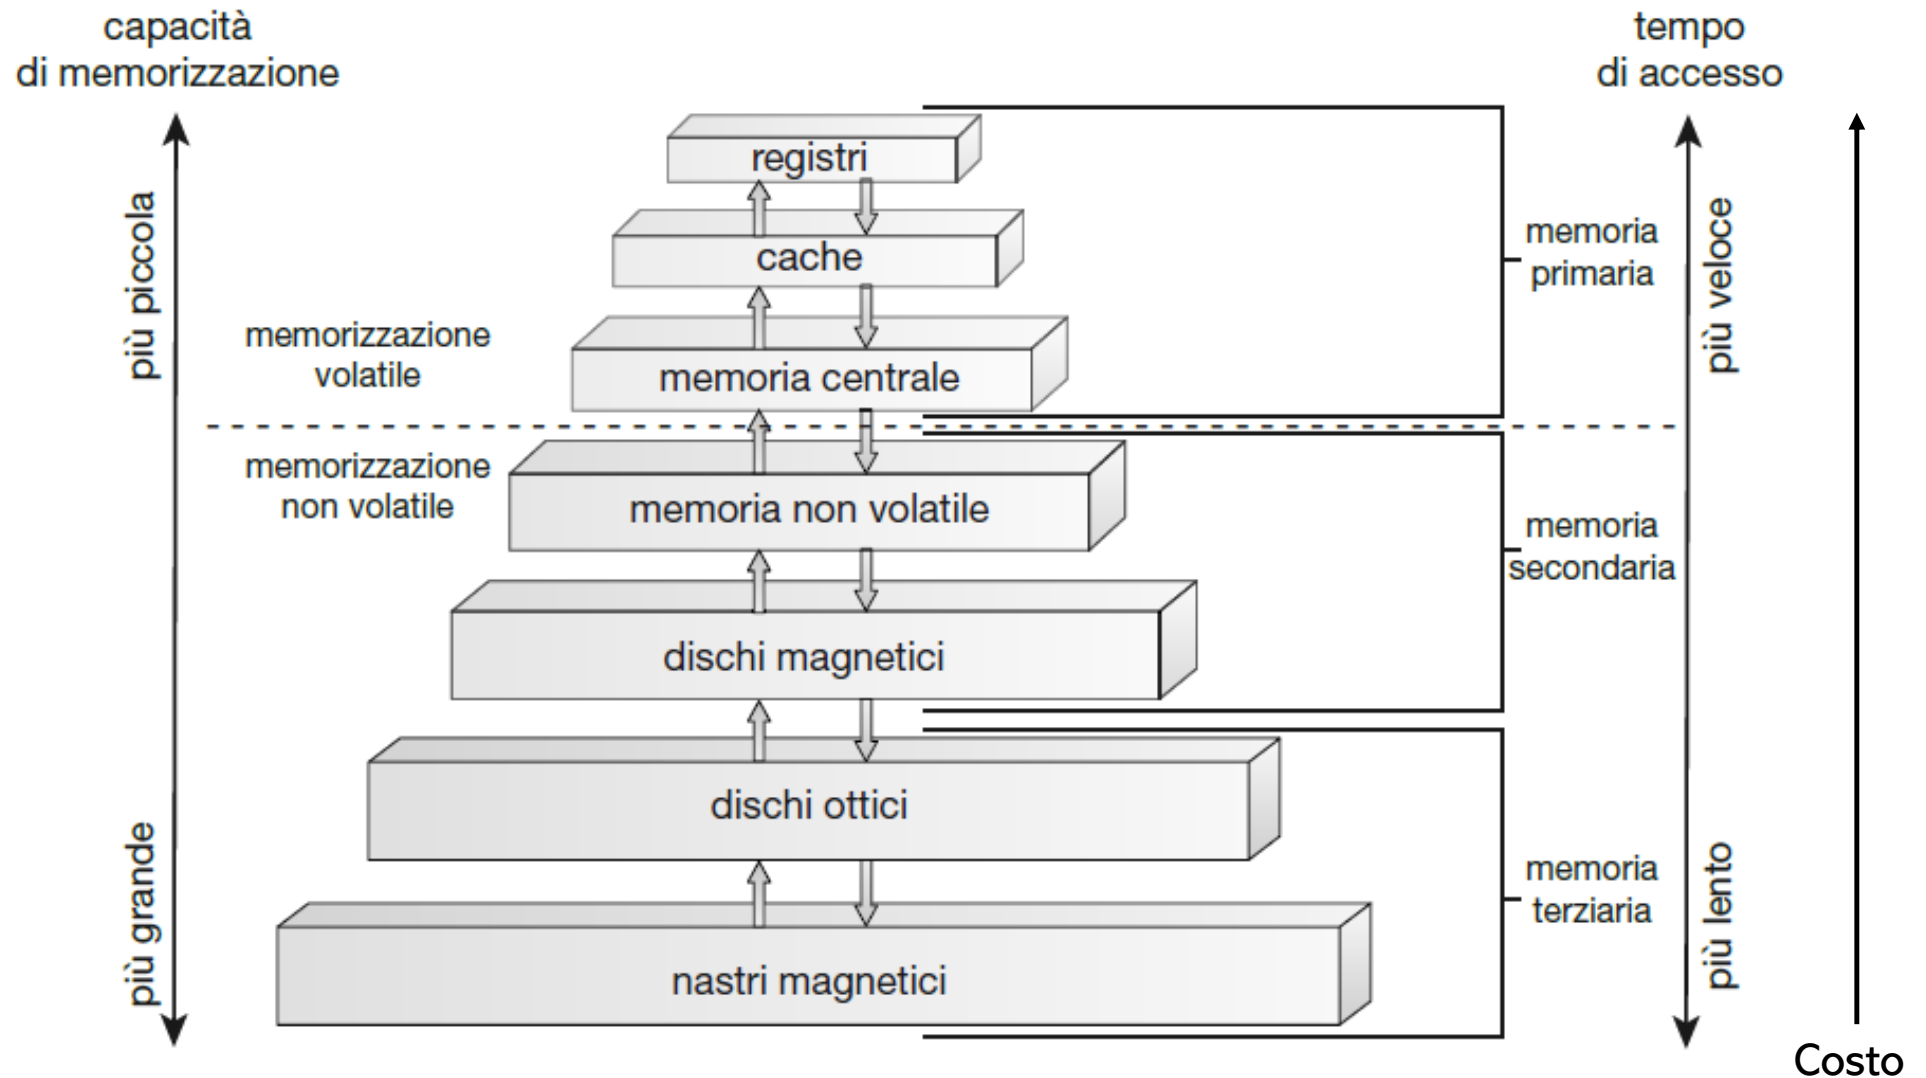 capacità
di memorizzazione
tempo
di accesso
registri
cache
più piccola
più veloce
memoria
primaria
memorizzazione
volatile
memoria centrale
memorizzazione
non volatile
memoria non volatile
memoria
secondaria
dischi magnetici
dischi ottici
più grande
memoria
terziaria
più lento
nastri magnetici
Costo